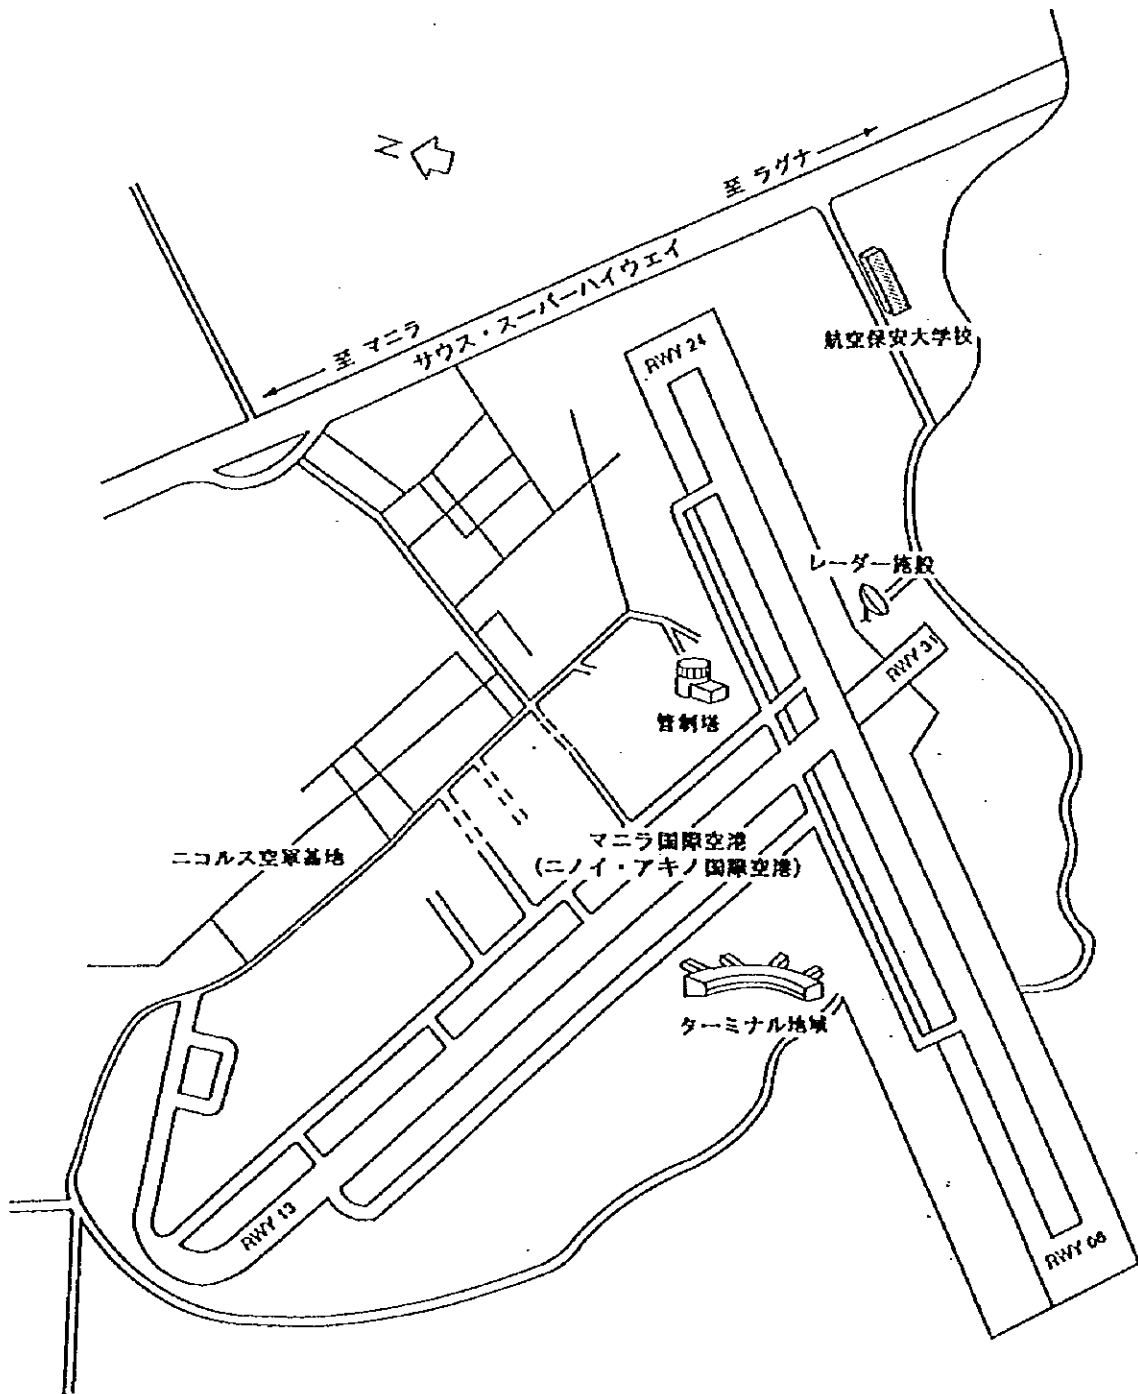 N
至 ラグナ
至 マニラ
サウス・スーパーハイウェイ
航空保安大学校
RWY 24
レーダー施設
RWY 31
管制塔
マニラ国際空港
(ニノイ・アキノ国際空港)
ニコルス空軍基地
ターミナル地域
RWY 13
RWY 06